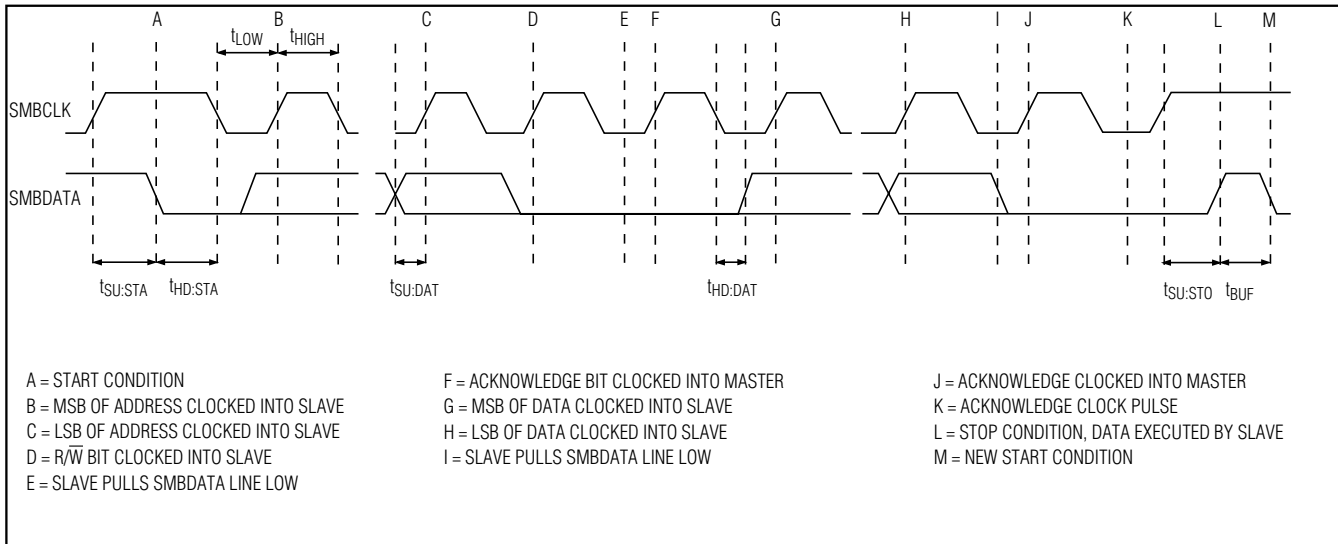 A B C D E F G H I J K L M
tLOW tHIGH
SMBCLK
SMBDATA
tSU:STA tHD:STA tSU:DAT tHD:DAT tSU:STO tBUF
A = START CONDITION
B = MSB OF ADDRESS CLOCKED INTO SLAVE
C = LSB OF ADDRESS CLOCKED INTO SLAVE
D = R/W̅ BIT CLOCKED INTO SLAVE
E = SLAVE PULLS SMBDATA LINE LOW
F = ACKNOWLEDGE BIT CLOCKED INTO MASTER
G = MSB OF DATA CLOCKED INTO SLAVE
H = LSB OF DATA CLOCKED INTO SLAVE
I = SLAVE PULLS SMBDATA LINE LOW
J = ACKNOWLEDGE CLOCKED INTO MASTER
K = ACKNOWLEDGE CLOCK PULSE
L = STOP CONDITION, DATA EXECUTED BY SLAVE
M = NEW START CONDITION